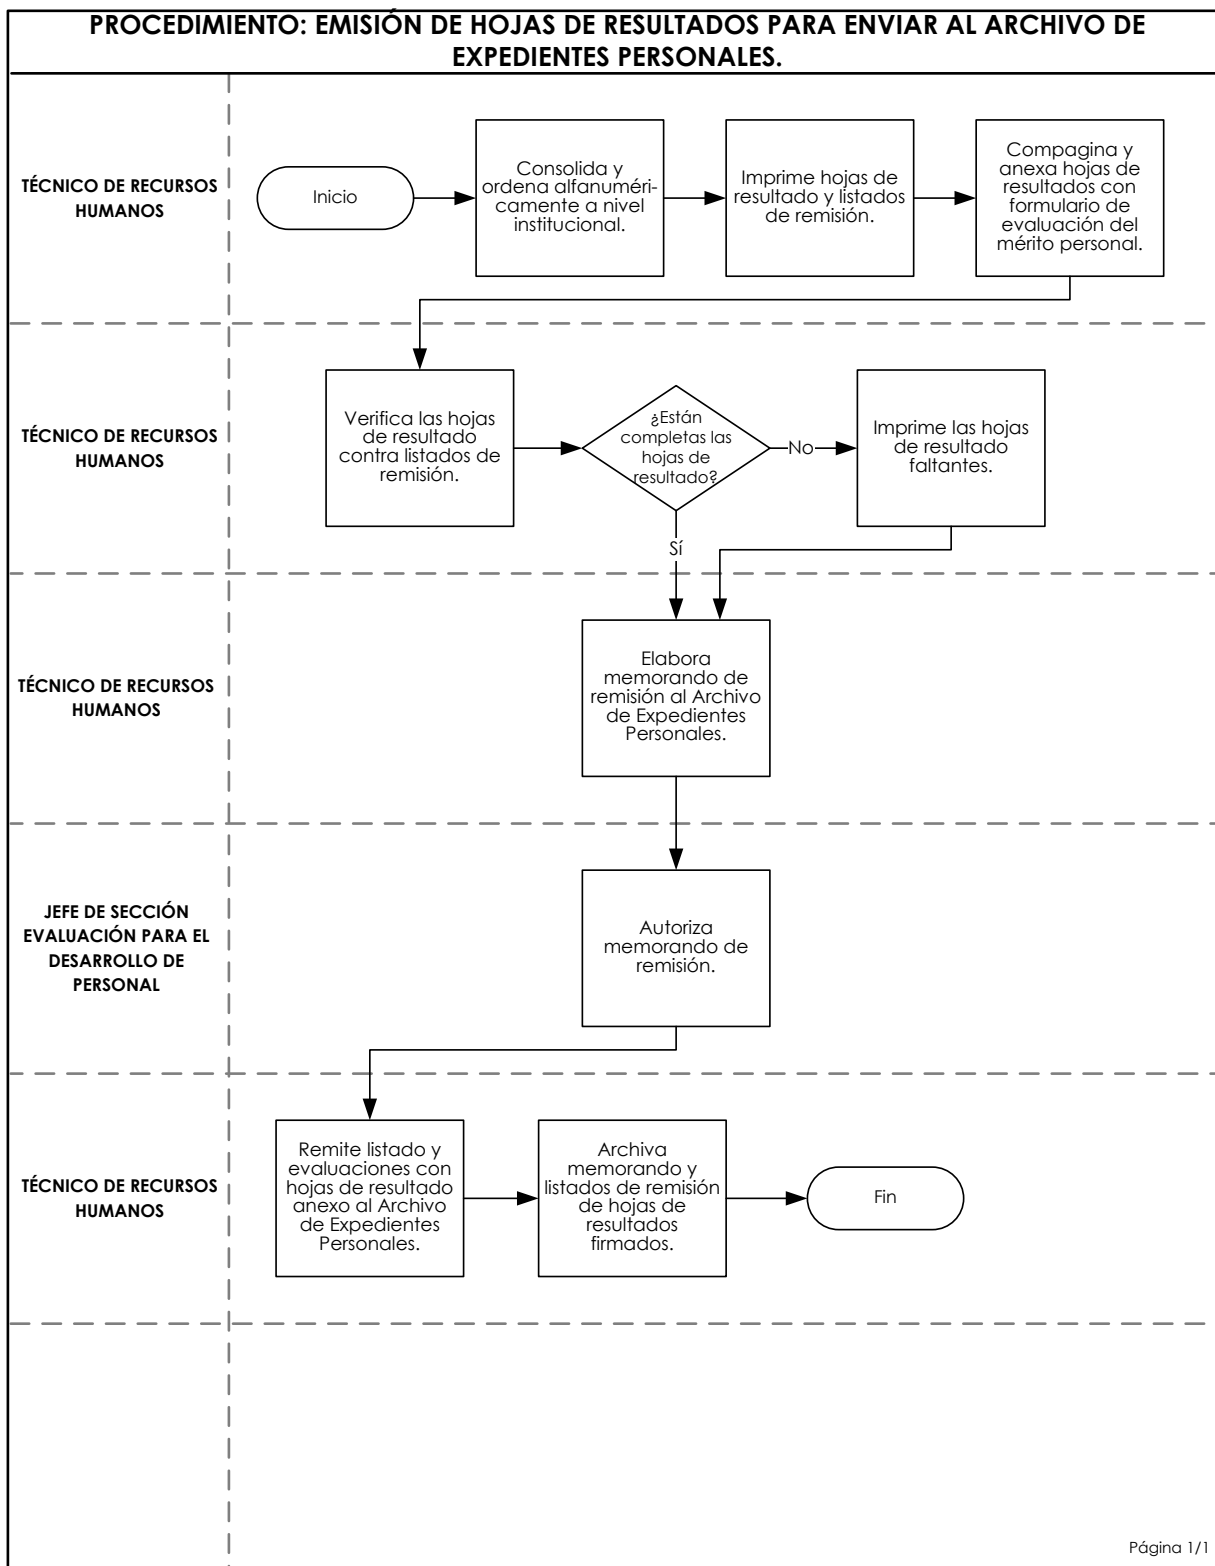 PROCEDIMIENTO: EMISIÓN DE HOJAS DE RESULTADOS PARA ENVIAR AL ARCHIVO DE
EXPEDIENTES PERSONALES.
TÉCNICO DE RECURSOS
HUMANOS
Inicio
Consolida y
ordena alfanuméri-
camente a nivel
institucional.
Imprime hojas de
resultado y listados
de remisión.
Compagina y
anexa hojas de
resultados con
formulario de
evaluación del
mérito personal.
TÉCNICO DE RECURSOS
HUMANOS
Verifica las hojas
de resultado
contra listados de
remisión.
¿Están
completas las
hojas de
resultado?
No
Imprime las hojas
de resultado
faltantes.
Sí
TÉCNICO DE RECURSOS
HUMANOS
Elabora
memorando de
remisión al Archivo
de Expedientes
Personales.
JEFE DE SECCIÓN
EVALUACIÓN PARA EL
DESARROLLO DE
PERSONAL
Autoriza
memorando de
remisión.
TÉCNICO DE RECURSOS
HUMANOS
Remite listado y
evaluaciones con
hojas de resultado
anexo al Archivo
de Expedientes
Personales.
Archiva
memorando y
listados de remisión
de hojas de
resultados
firmados.
Fin
Página 1/1